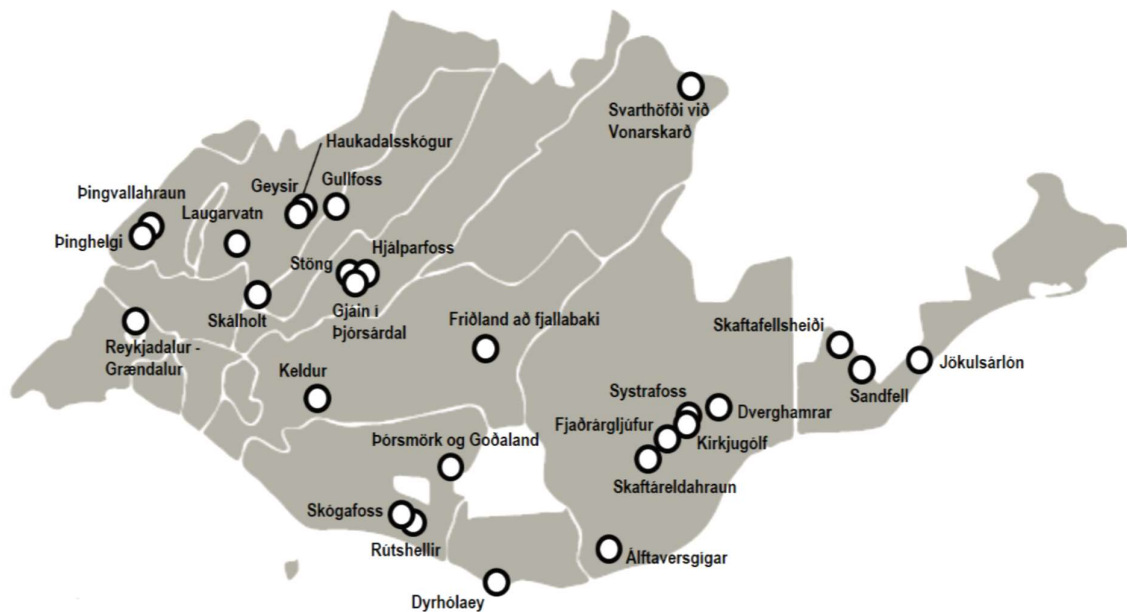 Svarthöfði við
Vonarskarð
Haukadalsskógur
Geysir
Gullfoss
Þingvallahraun
Laugarvatn
Þinghelgi
Stöng
Hjálparfoss
Skálholt
Gjáin í
Þjórsárdal
Friðland að fjallabaki
Skaftafellsheiði
Reykjadalur -
Grændalur
Jökulsárlón
Keldur
Sandfell
Systrafoss
Dverghamrar
Fjaðrárgljúfur
Kirkjugólf
Þórsmörk og Goðaland
Skaftáreldahraun
Skógafoss
Rútshellir
Álftaversgígar
Dyrhólaey